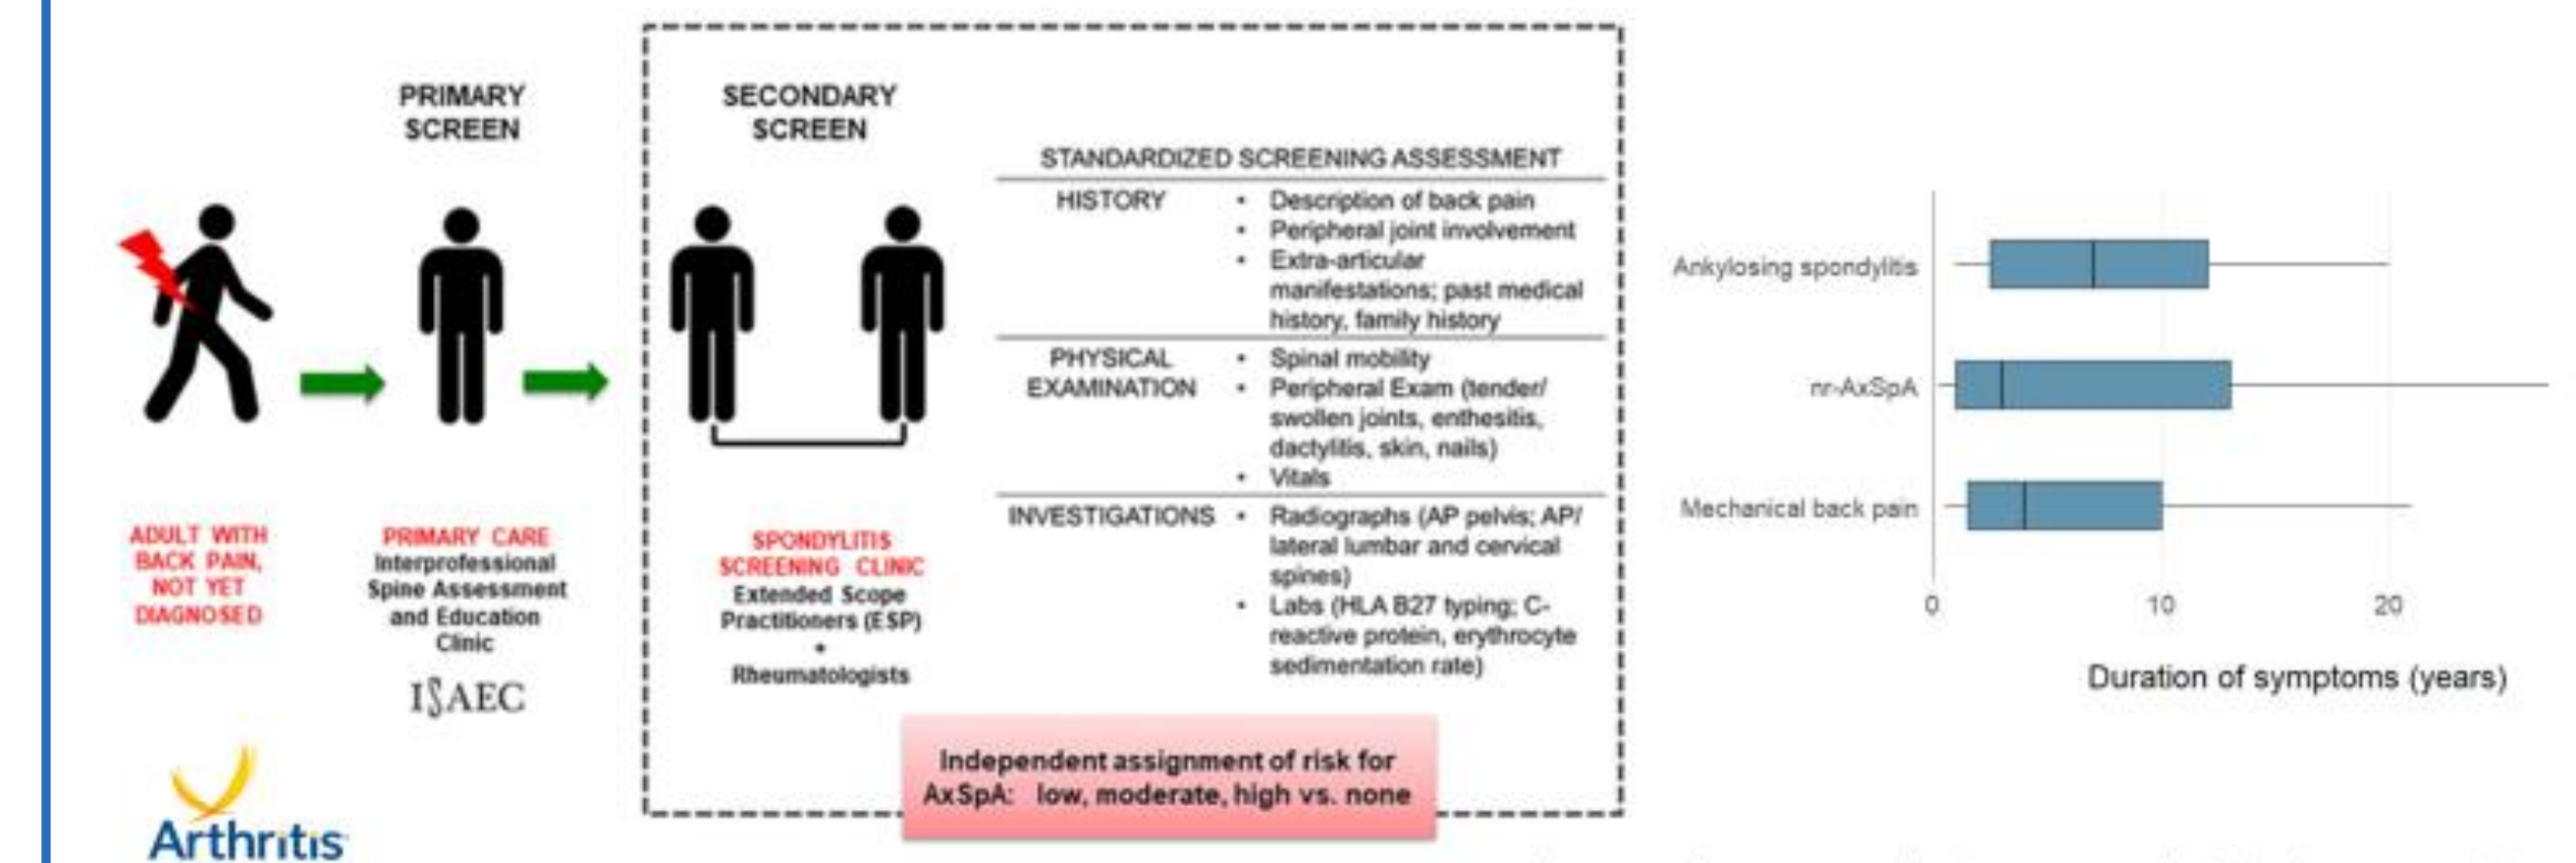 PRIMARY
SCREEN
ADULT WITH
BACK PAIN,
NOT YET
DIAGNOSED
PRIMARY CARE
Interprofessional
Spine Assessment
and Education
Clinic
ISAEC
Arthritis
SECONDARY
SCREEN
SPONDYLITIS
SCREENING CLINIC
Extended Scope
Practitioners (ESP)
+
Rheumatologists
STANDARDIZED SCREENING ASSESSMENT
HISTORY
• Description of back pain
• Peripheral joint involvement
• Extra-articular
manifestations; past medical
history, family history
PHYSICAL
EXAMINATION
• Spinal mobility
• Peripheral Exam (tender/
swollen joints, enthesitis,
dactylitis, skin, nails)
• Vitals
INVESTIGATIONS
• Radiographs (AP pelvis; AP/
lateral lumbar and cervical
spines)
• Labs (HLA B27 typing; C-
reactive protein, erythrocyte
sedimentation rate)
Independent assignment of risk for
AxSpA: low, moderate, high vs. none
Ankylosing spondylitis
nr-AxSpA
Mechanical back pain
0 10 20
Duration of symptoms (years)